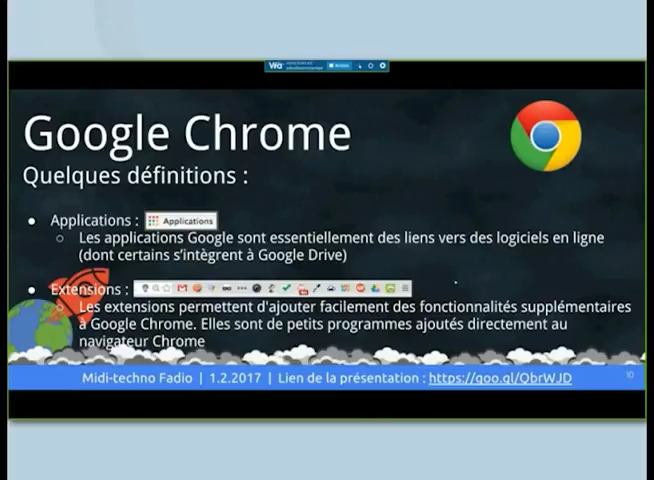 Via
Google Chrome
Quelques définitions :
Applications : Applications
Les applications Google sont essentiellement des liens vers des logiciels en ligne
(dont certains s'intègrent à Google Drive)
Extensions :
Les extensions permettent d'ajouter facilement des fonctionnalités supplémentaires
à Google Chrome. Elles sont de petits programmes ajoutés directement au
navigateur Chrome
Midi-techno Fadio | 1.2.2017 | Lien de la présentation : https://goo.gl/QbrWJD
10